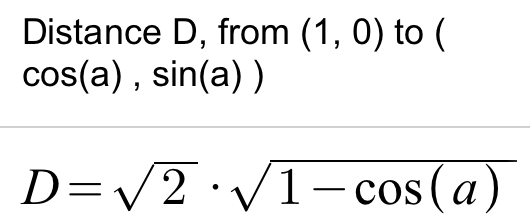 Distance D, from (1, 0) to (
cos(a) , sin(a) )
D=√2 ·√1−cos(a)